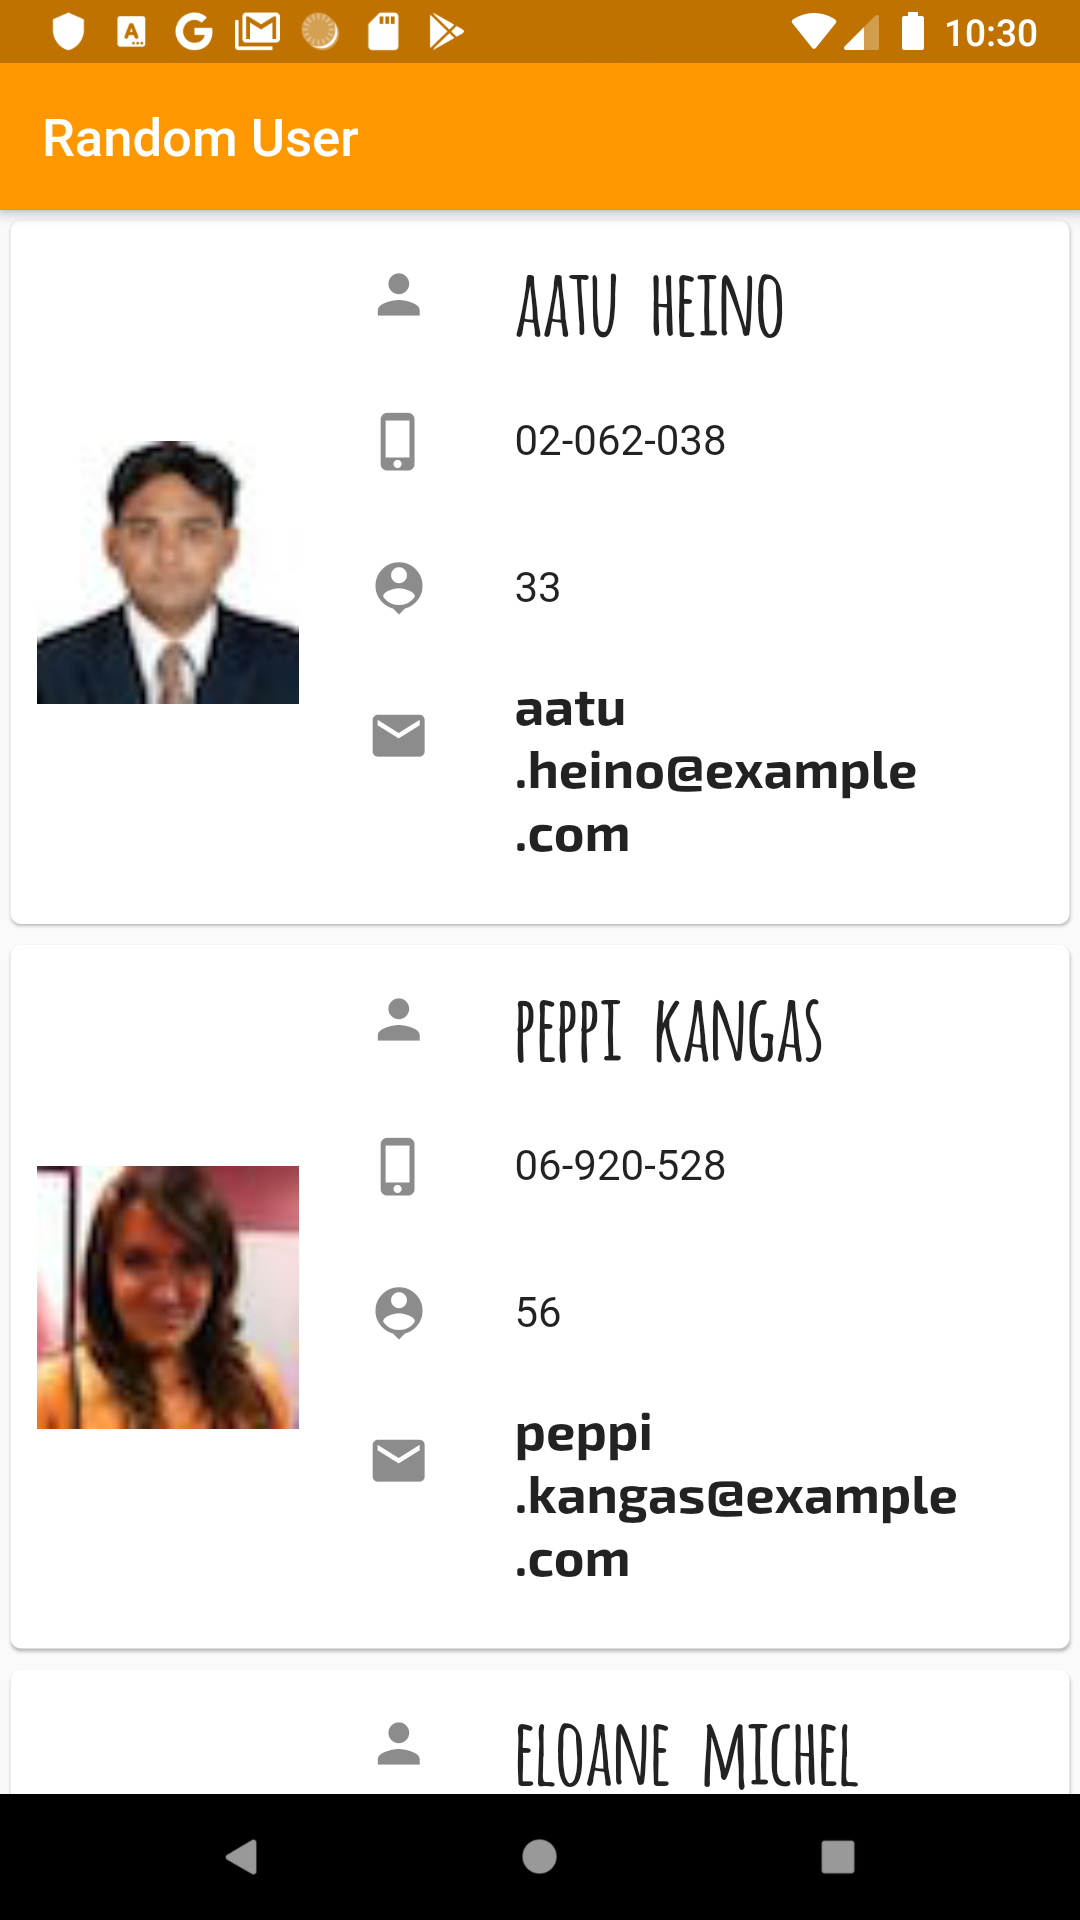 10:30
Random User
AATU HEINO
02-062-038
33
aatu
.heino@example
.com
PEPPI KANGAS
06-920-528
56
peppi
.kangas@example
.com
ELOANE MICHEL